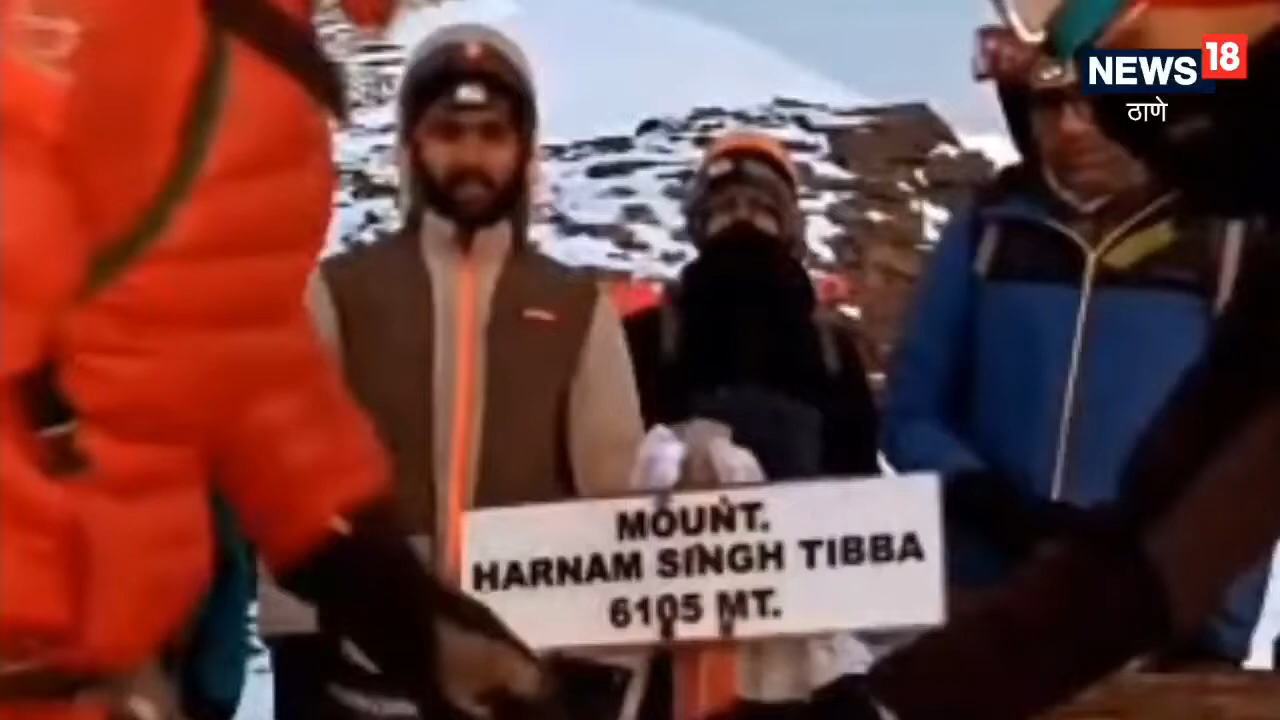 NEWS 18
ठाणे
MOUNT.
HARNAM SINGH TIBBA
6105 MT.